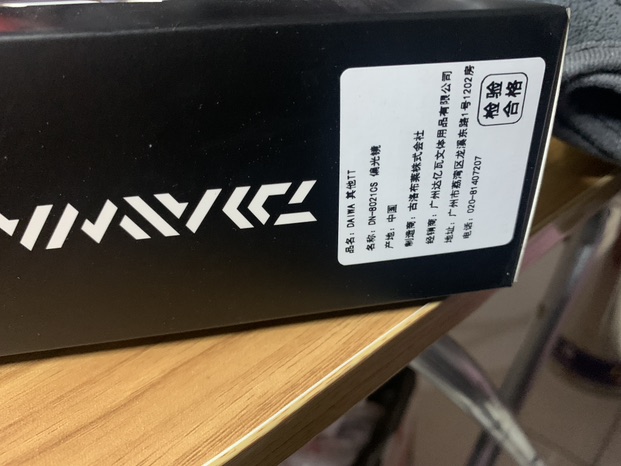 DAIWA
品名: DAIWA 其他TT
名称: DN-8021CS 偏光镜
产地: 中国
制造商: 古洛布莱株式会社
经销商: 广州达亿瓦文体用品有限公司
地址: 广州市荔湾区龙溪东路1号1202房
电话: 020-81407207
检验
合格